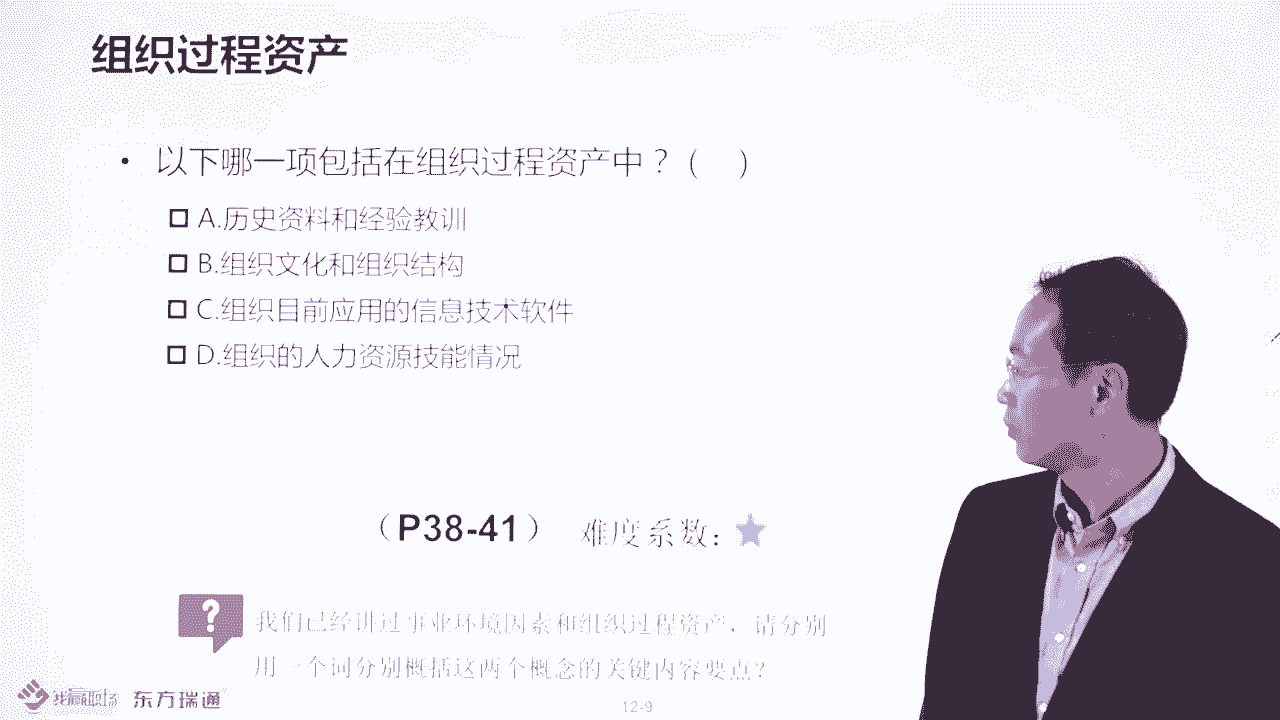 组织过程资产
• 以下哪一项包括在组织过程资产中？（ ）
A.历史资料和经验教训
B.组织文化和组织结构
C.组织目前应用的信息技术软件
D.组织的人力资源技能情况
（P38-41） 难度系数：
? 我们已经讲过事业环境因素和组织过程资产，请分别
用一个词分别概括这两个概念的关键内容要点？
我赢职场 东方瑞通
12-9